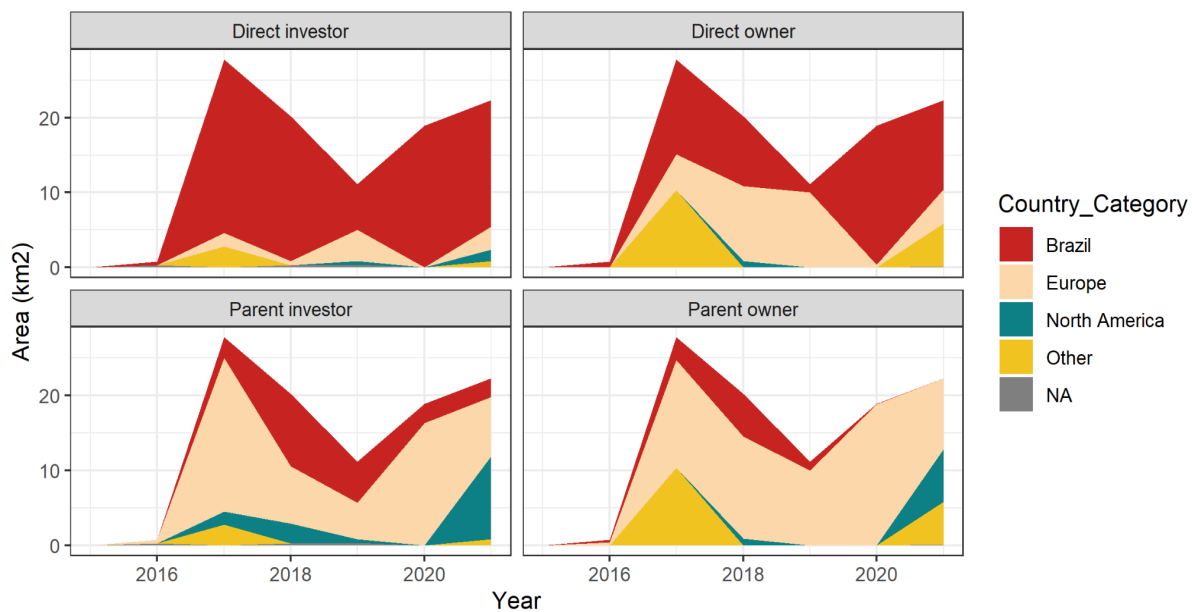 Direct investor
Direct owner
20
10
0
Parent investor
Parent owner
20
10
0
2016
2018
2020
2016
2018
2020
Year
Area (km2)
Country_Category
Brazil
Europe
North America
Other
NA